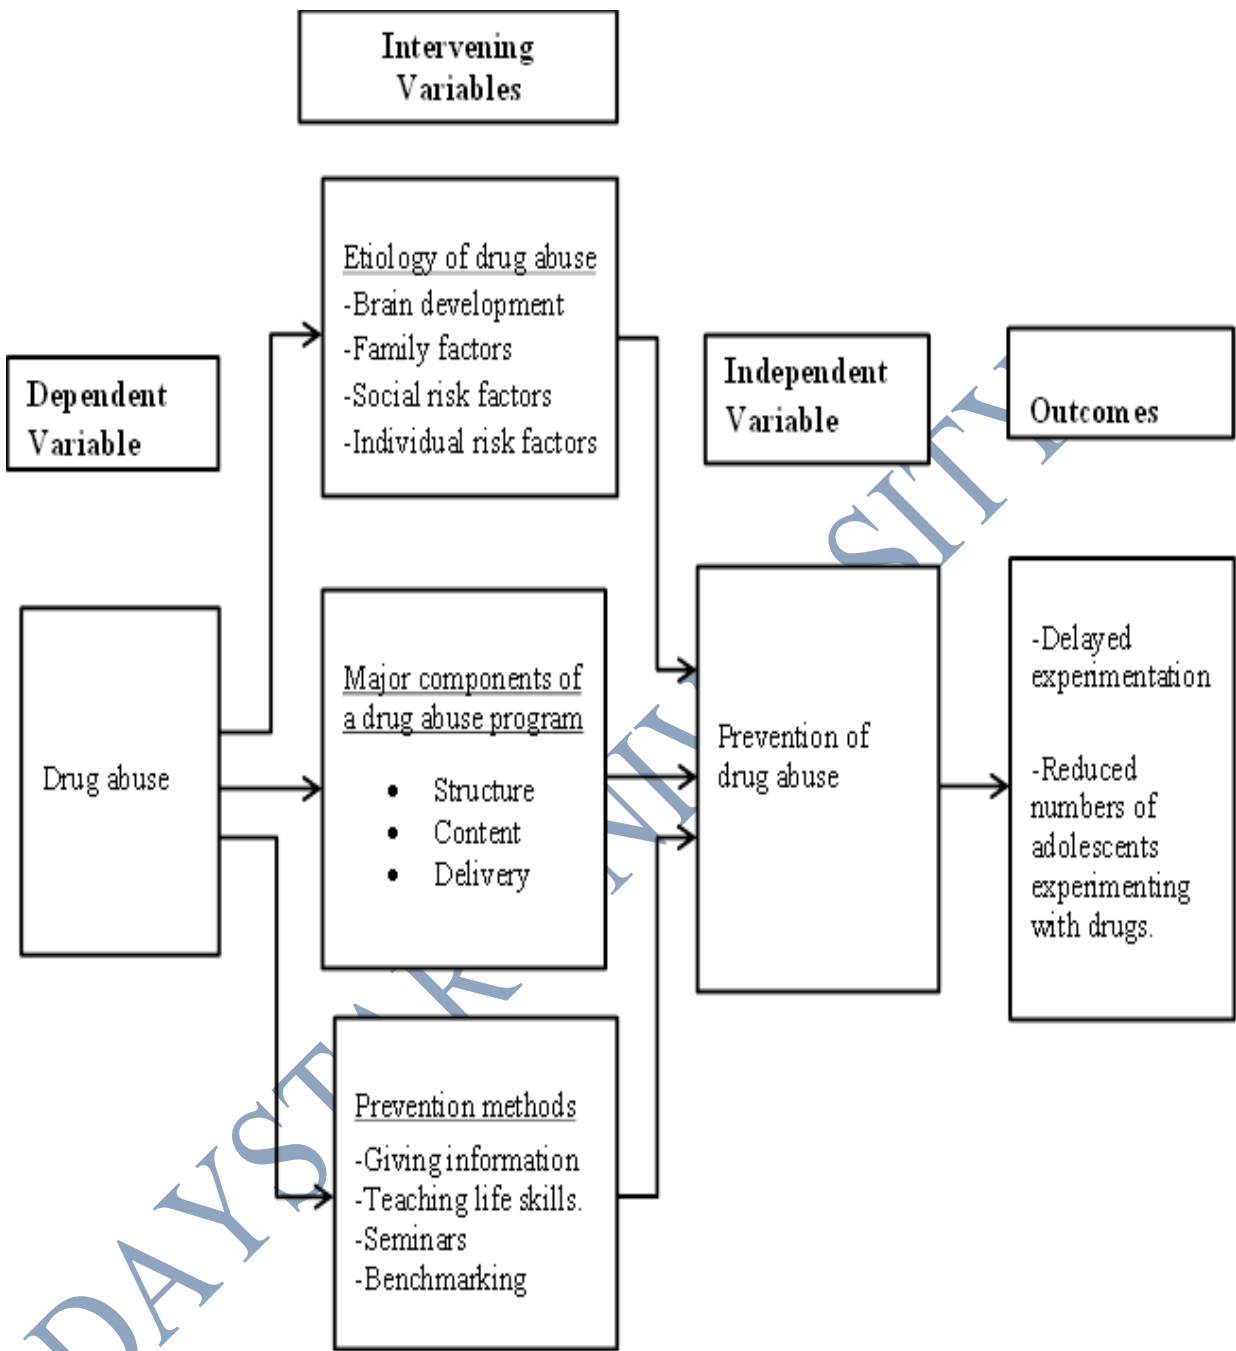 Intervening
Variables
Etiology of drug abuse
-Brain development
-Family factors
-Social risk factors
-Individual risk factors
Dependent
Variable
Independent
Variable
Outcomes
Drug abuse
Major components of
a drug abuse program
• Structure
• Content
• Delivery
Prevention of
drug abuse
-Delayed
experimentation
-Reduced
numbers of
adolescents
experimenting
with drugs.
Prevention methods
-Giving information
-Teaching life skills.
-Seminars
-Benchmarking
DAYSTAR